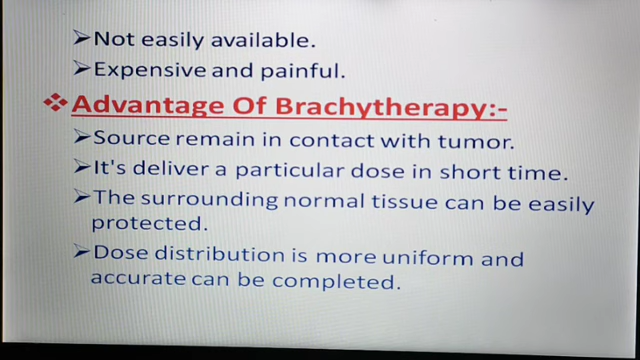 ➢Not easily available.
➢Expensive and painful.
❖Advantage Of Brachytherapy:-
➢Source remain in contact with tumor.
➢It's deliver a particular dose in short time.
➢The surrounding normal tissue can be easily
protected.
➢Dose distribution is more uniform and
accurate can be completed.